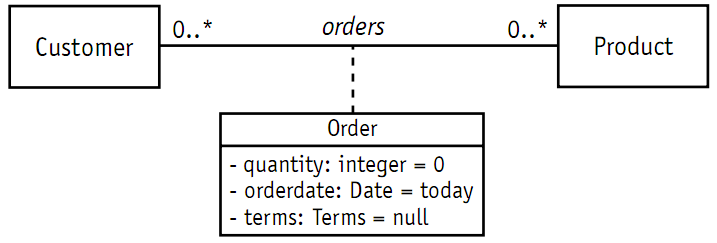 Customer
0..*
orders
0..*
Product
Order
- quantity: integer = 0
- orderdate: Date = today
- terms: Terms = null